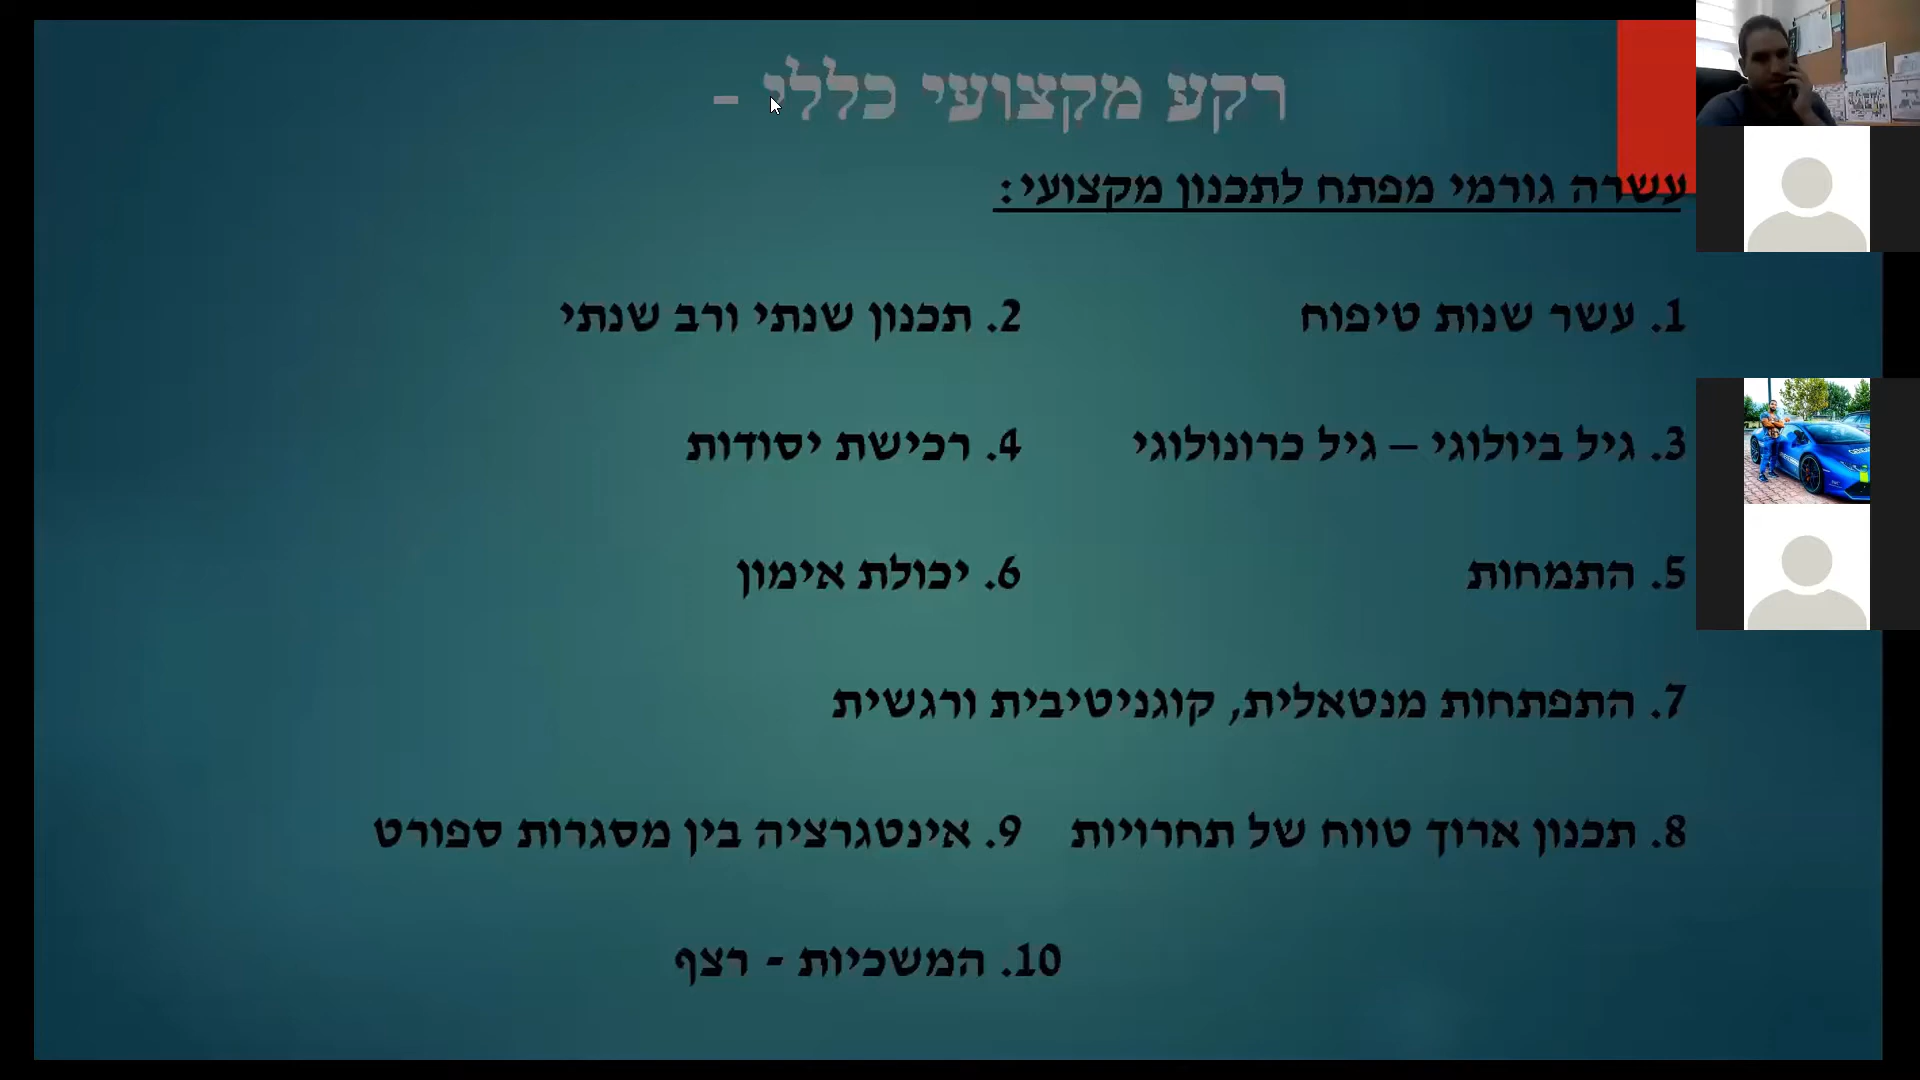 רקע מקצועי כללי -
עשרה גורמי מפתח לתכנון מקצועי:
1. עשר שנות טיפוח 2. תכנון שנתי ורב שנתי
3. גיל ביולוגי – גיל כרונולוגי 4. רכישת יסודות
5. התמחות 6. יכולת אימון
7. התפתחות מנטאלית, קוגניטיבית ורגשית
8. תכנון ארוך טווח של תחרויות 9. אינטגרציה בין מסגרות ספורט
10. המשכיות - רצף